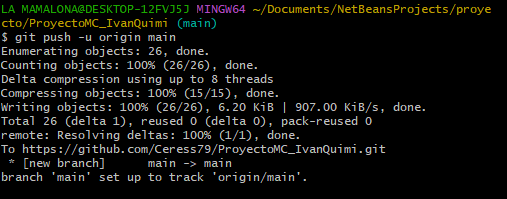 LA MAMALONA@DESKTOP-12FVJ5J MINGW64 ~/Documents/NetBeansProjects/proye
cto/ProyectoMC_IvanQuimi (main)
$ git push -u origin main
Enumerating objects: 26, done.
Counting objects: 100% (26/26), done.
Delta compression using up to 8 threads
Compressing objects: 100% (15/15), done.
Writing objects: 100% (26/26), 6.20 KiB | 907.00 KiB/s, done.
Total 26 (delta 1), reused 0 (delta 0), pack-reused 0
remote: Resolving deltas: 100% (1/1), done.
To https://github.com/Ceress79/ProyectoMC_IvanQuimi.git
 * [new branch]      main -> main
branch 'main' set up to track 'origin/main'.